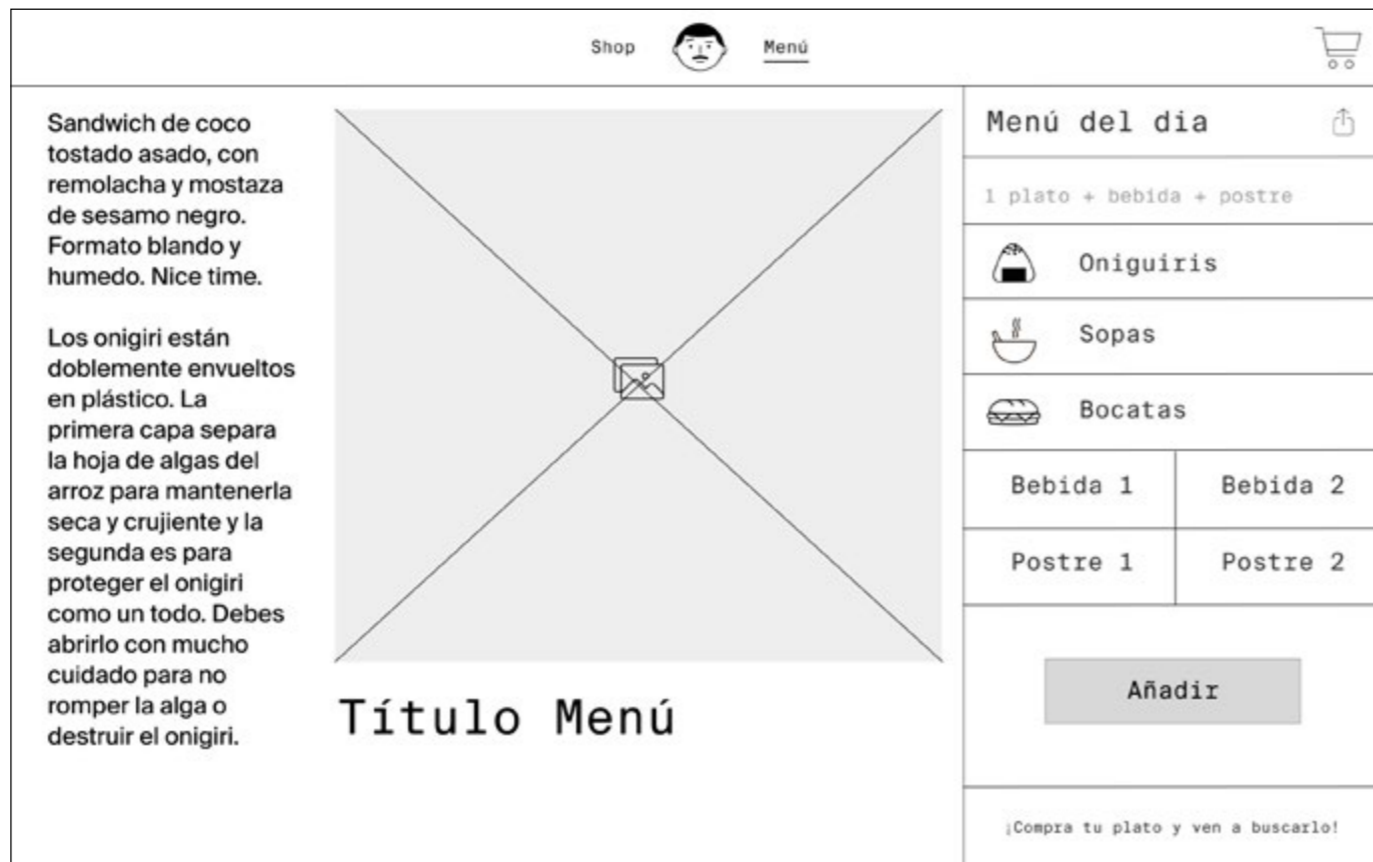 Shop
Menú
Sandwich de coco
tostado asado, con
remolacha y mostaza
de sesamo negro.
Formato blando y
humedo. Nice time.
Los onigiri están
doblemente envueltos
en plástico. La
primera capa separa
la hoja de algas del
arroz para mantenerla
seca y crujiente y la
segunda es para
proteger el onigiri
como un todo. Debes
abrirlo con mucho
cuidado para no
romper la alga o
destruir el onigiri.
Título Menú
Menú del dia
1 plato + bebida + postre
Oniguiris
Sopas
Bocatas
Bebida 1
Bebida 2
Postre 1
Postre 2
Añadir
¡Compra tu plato y ven a buscarlo!